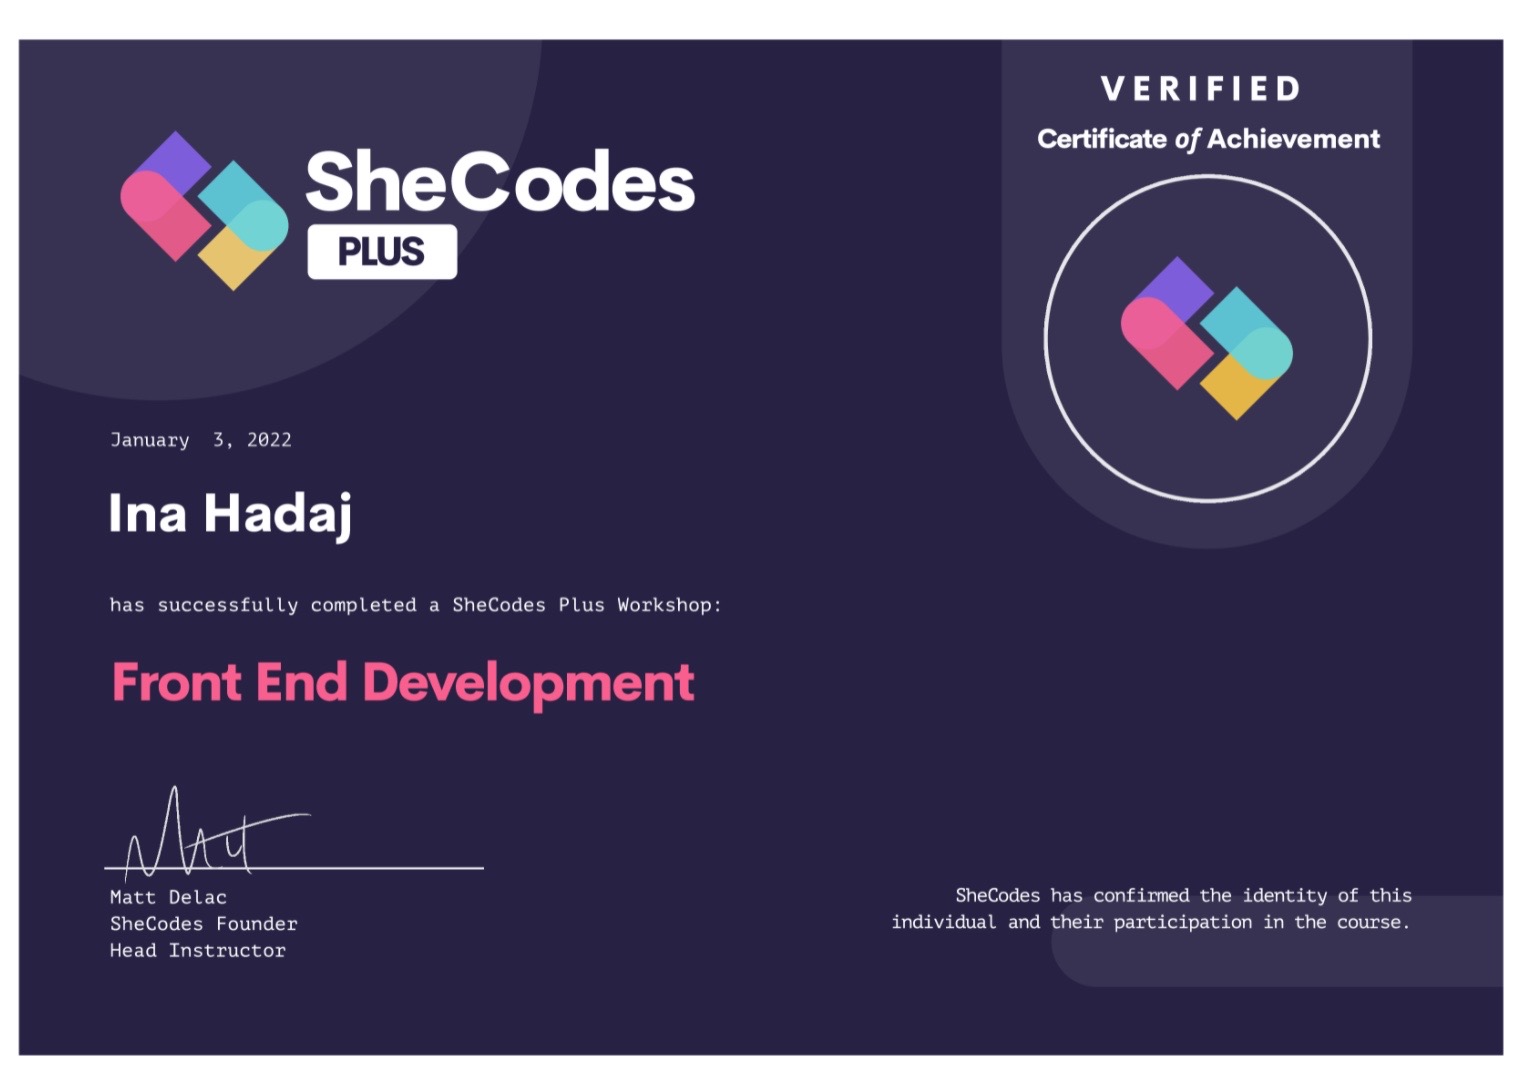 SheCodes
PLUS
VERIFIED
Certificate of Achievement
January  3, 2022
Ina Hadaj
has successfully completed a SheCodes Plus Workshop:
Front End Development
Matt
Matt Delac
SheCodes Founder
Head Instructor
SheCodes has confirmed the identity of this
individual and their participation in the course.